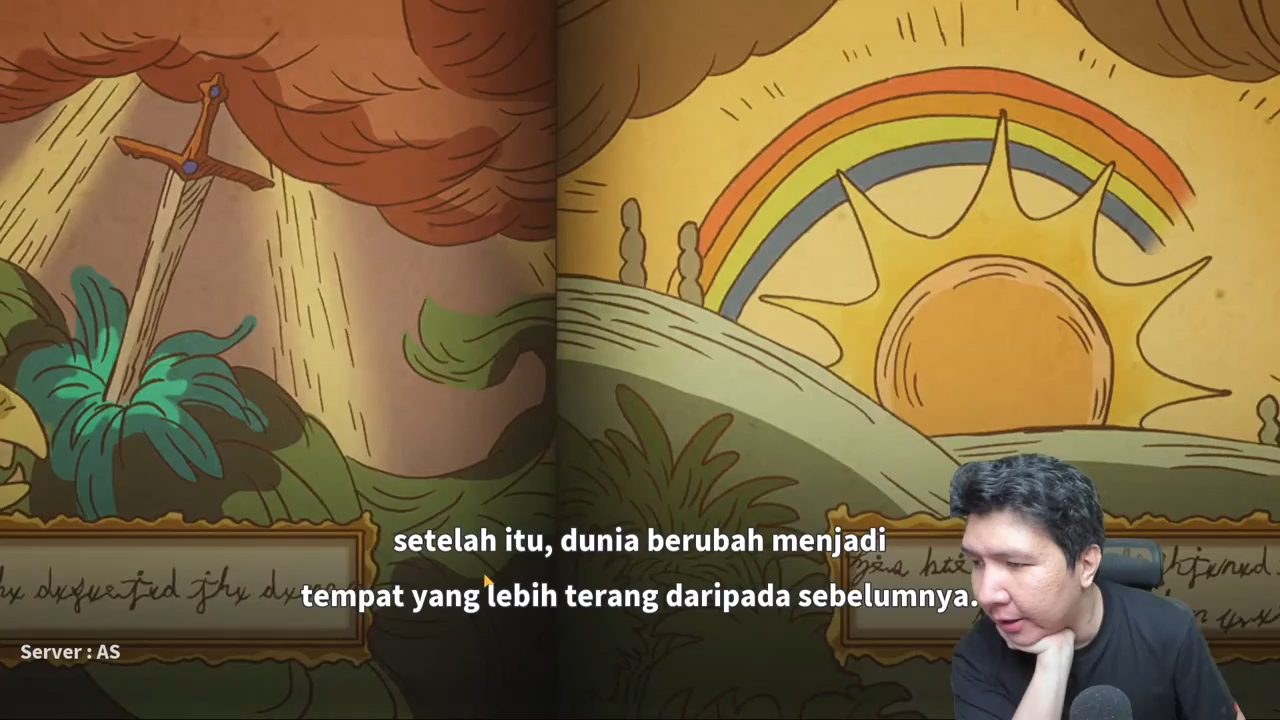 setelah itu, dunia berubah menjadi
tempat yang lebih terang daripada sebelumnya.
Server : AS